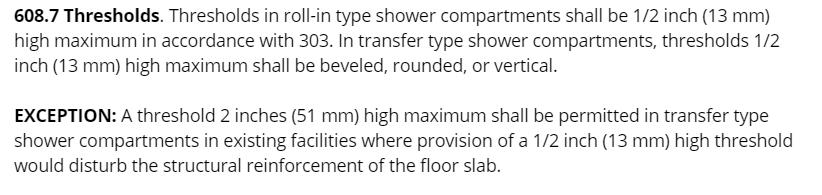 608.7 Thresholds. Thresholds in roll-in type shower compartments shall be 1/2 inch (13 mm)
high maximum in accordance with 303. In transfer type shower compartments, thresholds 1/2
inch (13 mm) high maximum shall be beveled, rounded, or vertical.
EXCEPTION: A threshold 2 inches (51 mm) high maximum shall be permitted in transfer type
shower compartments in existing facilities where provision of a 1/2 inch (13 mm) high threshold
would disturb the structural reinforcement of the floor slab.